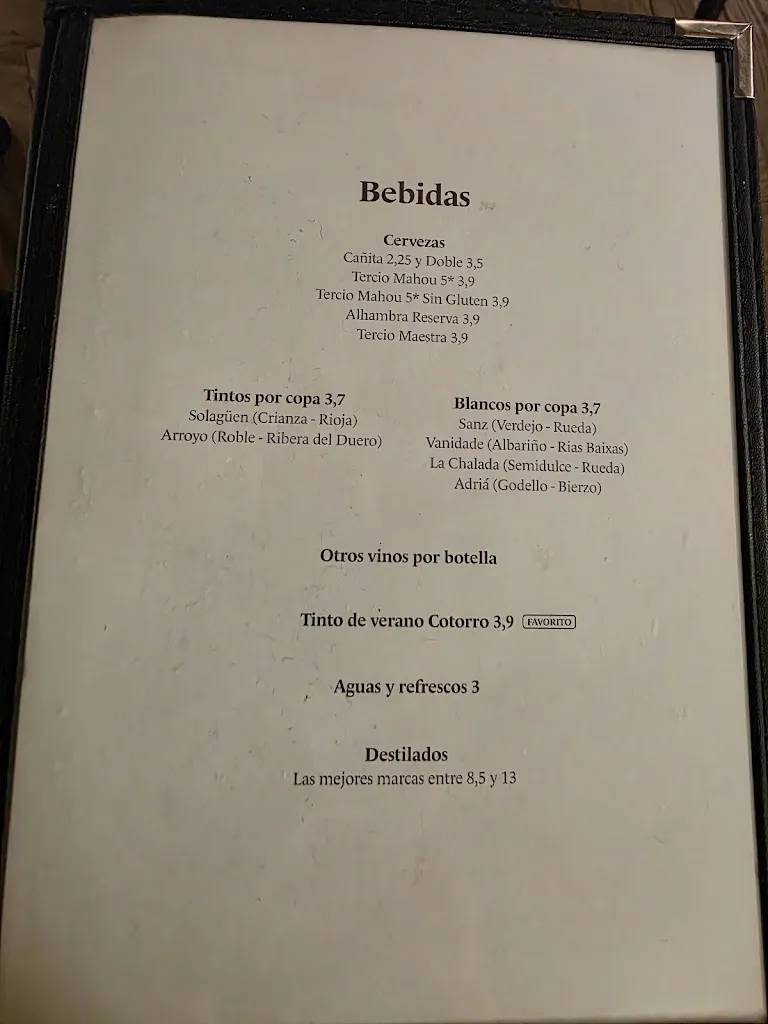 Bebidas
Cervezas
Cañita 2,25 y Doble 3,5
Tercio Mahou 5* 3,9
Tercio Mahou 5* Sin Gluten 3,9
Alhambra Reserva 3,9
Tercio Maestra 3,9
Tintos por copa 3,7
Solagüen (Crianza - Rioja)
Arroyo (Roble - Ribera del Duero)
Blancos por copa 3,7
Sanz (Verdejo - Rueda)
Vanidade (Albariño - Rias Baixas)
La Chalada (Semidulce - Rueda)
Adriá (Godello - Bierzo)
Otros vinos por botella
Tinto de verano Cotorro 3,9 FAVORITO
Aguas y refrescos 3
Destilados
Las mejores marcas entre 8,5 y 13